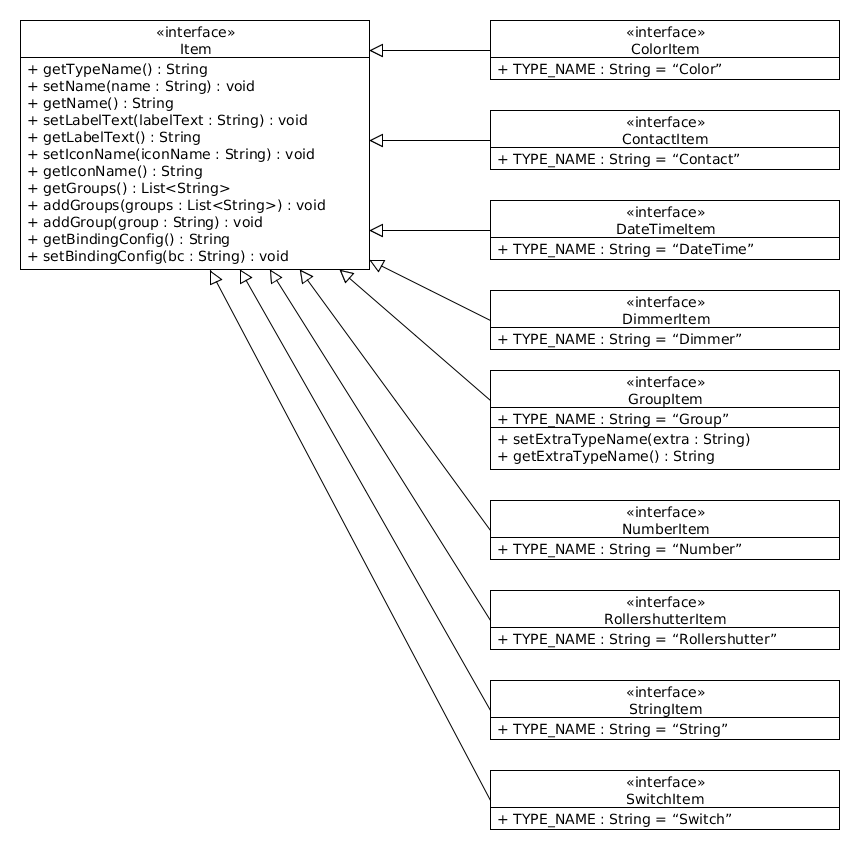 «interface»
Item
+ getTypeName() : String
+ setName(name : String) : void
+ getName() : String
+ setLabelText(labelText : String) : void
+ getLabelText() : String
+ setIconName(iconName : String) : void
+ getIconName() : String
+ getGroups() : List<String>
+ addGroups(groups : List<String>) : void
+ addGroup(group : String) : void
+ getBindingConfig() : String
+ setBindingConfig(bc : String) : void
«interface»
ColorItem
+ TYPE_NAME : String = “Color”
«interface»
ContactItem
+ TYPE_NAME : String = “Contact”
«interface»
DateTimeItem
+ TYPE_NAME : String = “DateTime”
«interface»
DimmerItem
+ TYPE_NAME : String = “Dimmer”
«interface»
GroupItem
+ TYPE_NAME : String = “Group”
+ setExtraTypeName(extra : String)
+ getExtraTypeName() : String
«interface»
NumberItem
+ TYPE_NAME : String = “Number”
«interface»
RollershutterItem
+ TYPE_NAME : String = “Rollershutter”
«interface»
StringItem
+ TYPE_NAME : String = “String”
«interface»
SwitchItem
+ TYPE_NAME : String = “Switch”